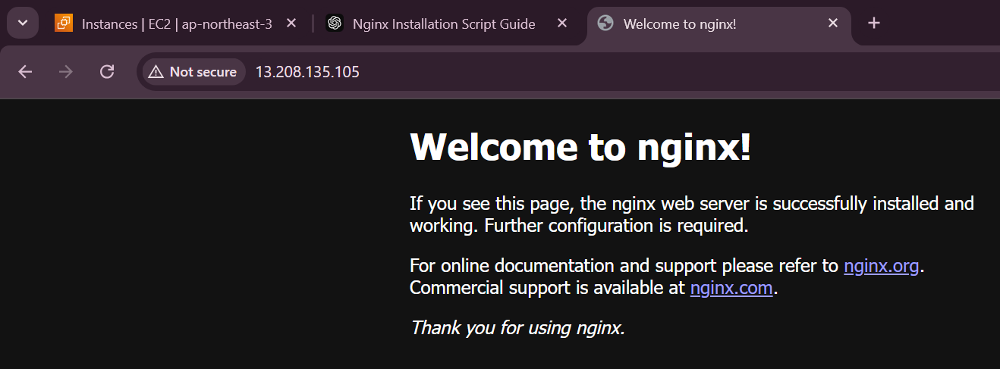 Instances | EC2 | ap-northeast-3
Nginx Installation Script Guide
Welcome to nginx!
Not secure
13.208.135.105
Welcome to nginx!
If you see this page, the nginx web server is successfully installed and
working. Further configuration is required.
For online documentation and support please refer to nginx.org.
Commercial support is available at nginx.com.
Thank you for using nginx.